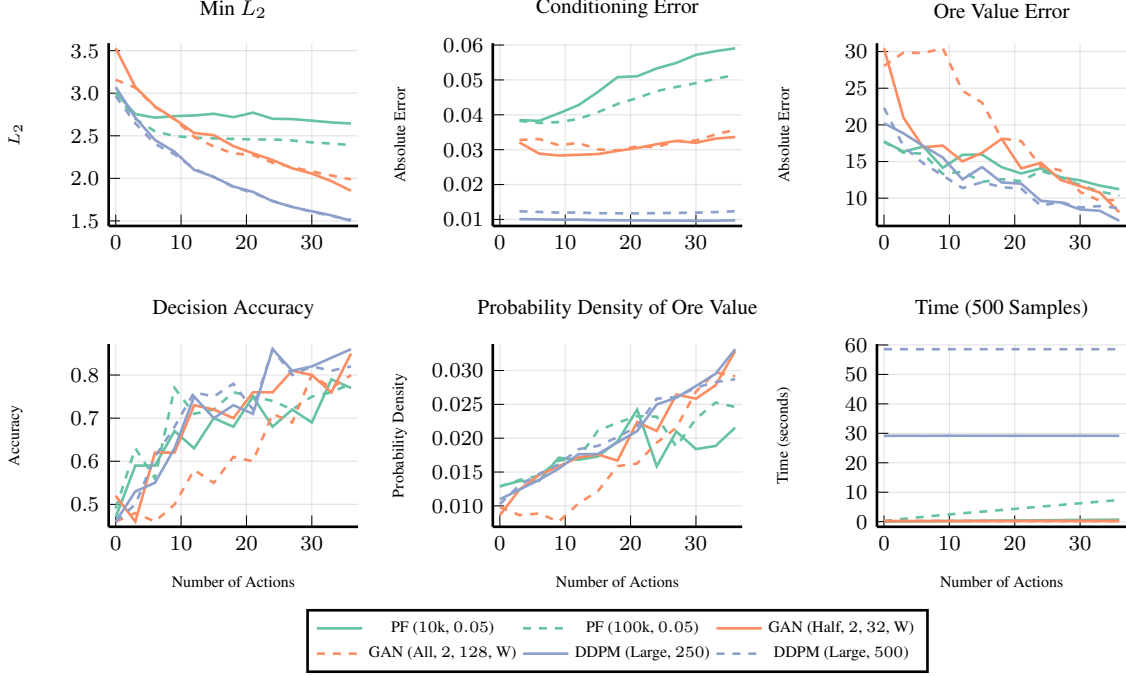 Min L₂
Conditioning Error
Ore Value Error
L₂
3.5
3.0
2.5
2.0
1.5
0 10 20 30
Absolute Error
0.06
0.05
0.04
0.03
0.02
0.01
0 10 20 30
Absolute Error
30
25
20
15
10
0 10 20 30
Decision Accuracy
Probability Density of Ore Value
Time (500 Samples)
Accuracy
0.8
0.7
0.6
0.5
0 10 20 30
Number of Actions
Probability Density
0.030
0.025
0.020
0.015
0.010
0 10 20 30
Number of Actions
Time (seconds)
60
50
40
30
20
10
0
0 10 20 30
Number of Actions
PF (10k, 0.05) PF (100k, 0.05) GAN (Half, 2, 32, W)
GAN (All, 2, 128, W) DDPM (Large, 250) DDPM (Large, 500)